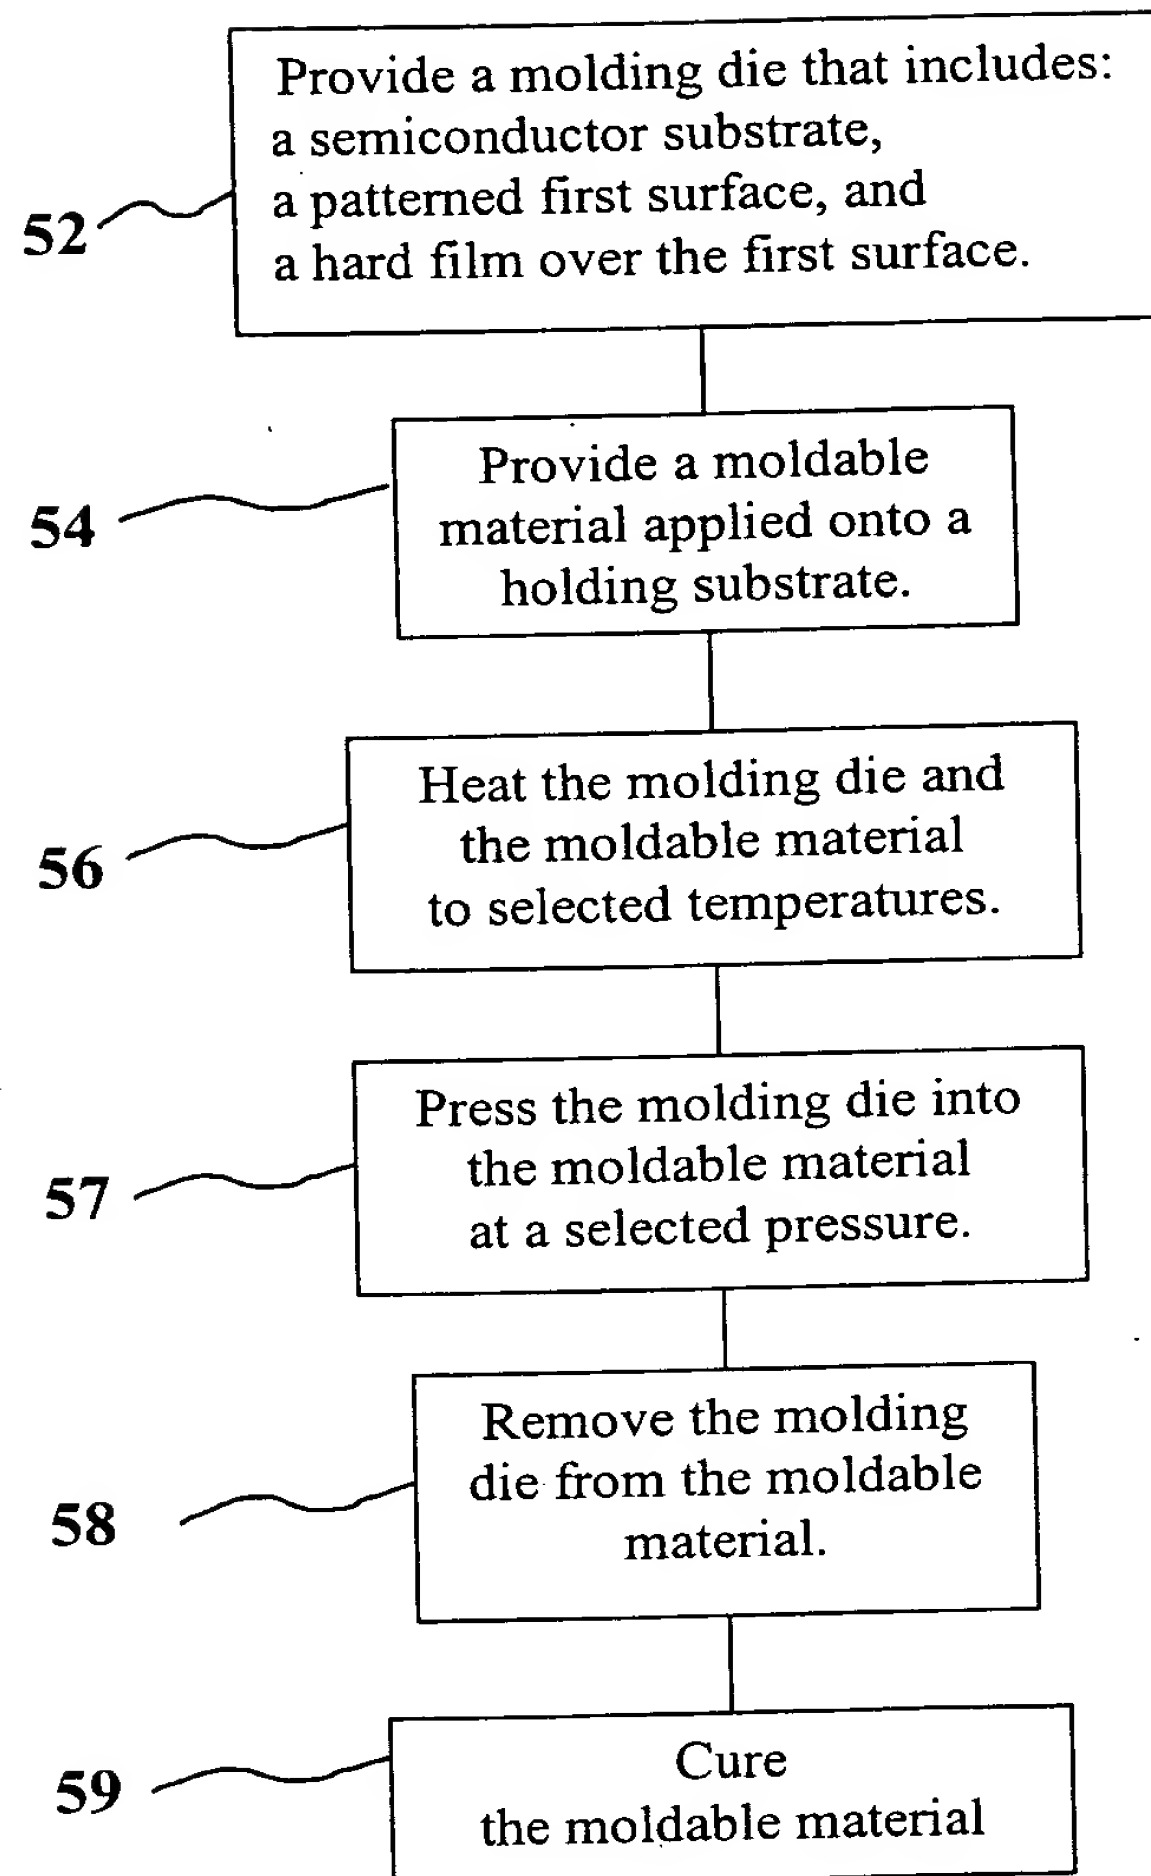 Provide a molding die that includes:
a semiconductor substrate,
a patterned first surface, and
a hard film over the first surface.
52
Provide a moldable
material applied onto a
holding substrate.
54
Heat the molding die and
the moldable material
to selected temperatures.
56
Press the molding die into
the moldable material
at a selected pressure.
57
Remove the molding
die from the moldable
material.
58
Cure
the moldable material
59